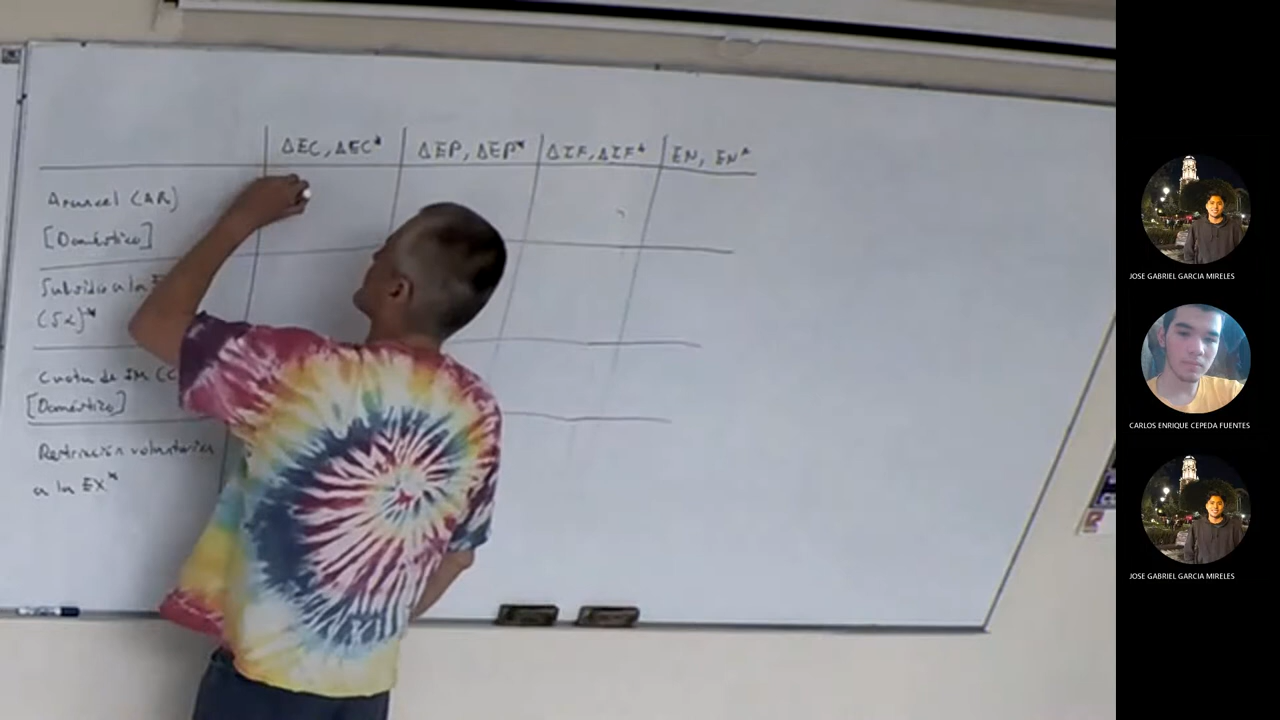 ΔEC, ΔEC* ΔEP, ΔEP* ΔIF, ΔIF* EN, EN*
Arancel (AR)
[Doméstico]
Subsidio a la
(SX)*
Cuota de IM (C
[Doméstico]
Restricción voluntaria
a la EX*
JOSE GABRIEL GARCIA MIRELES
CARLOS ENRIQUE CEPEDA FUENTES
JOSE GABRIEL GARCIA MIRELES